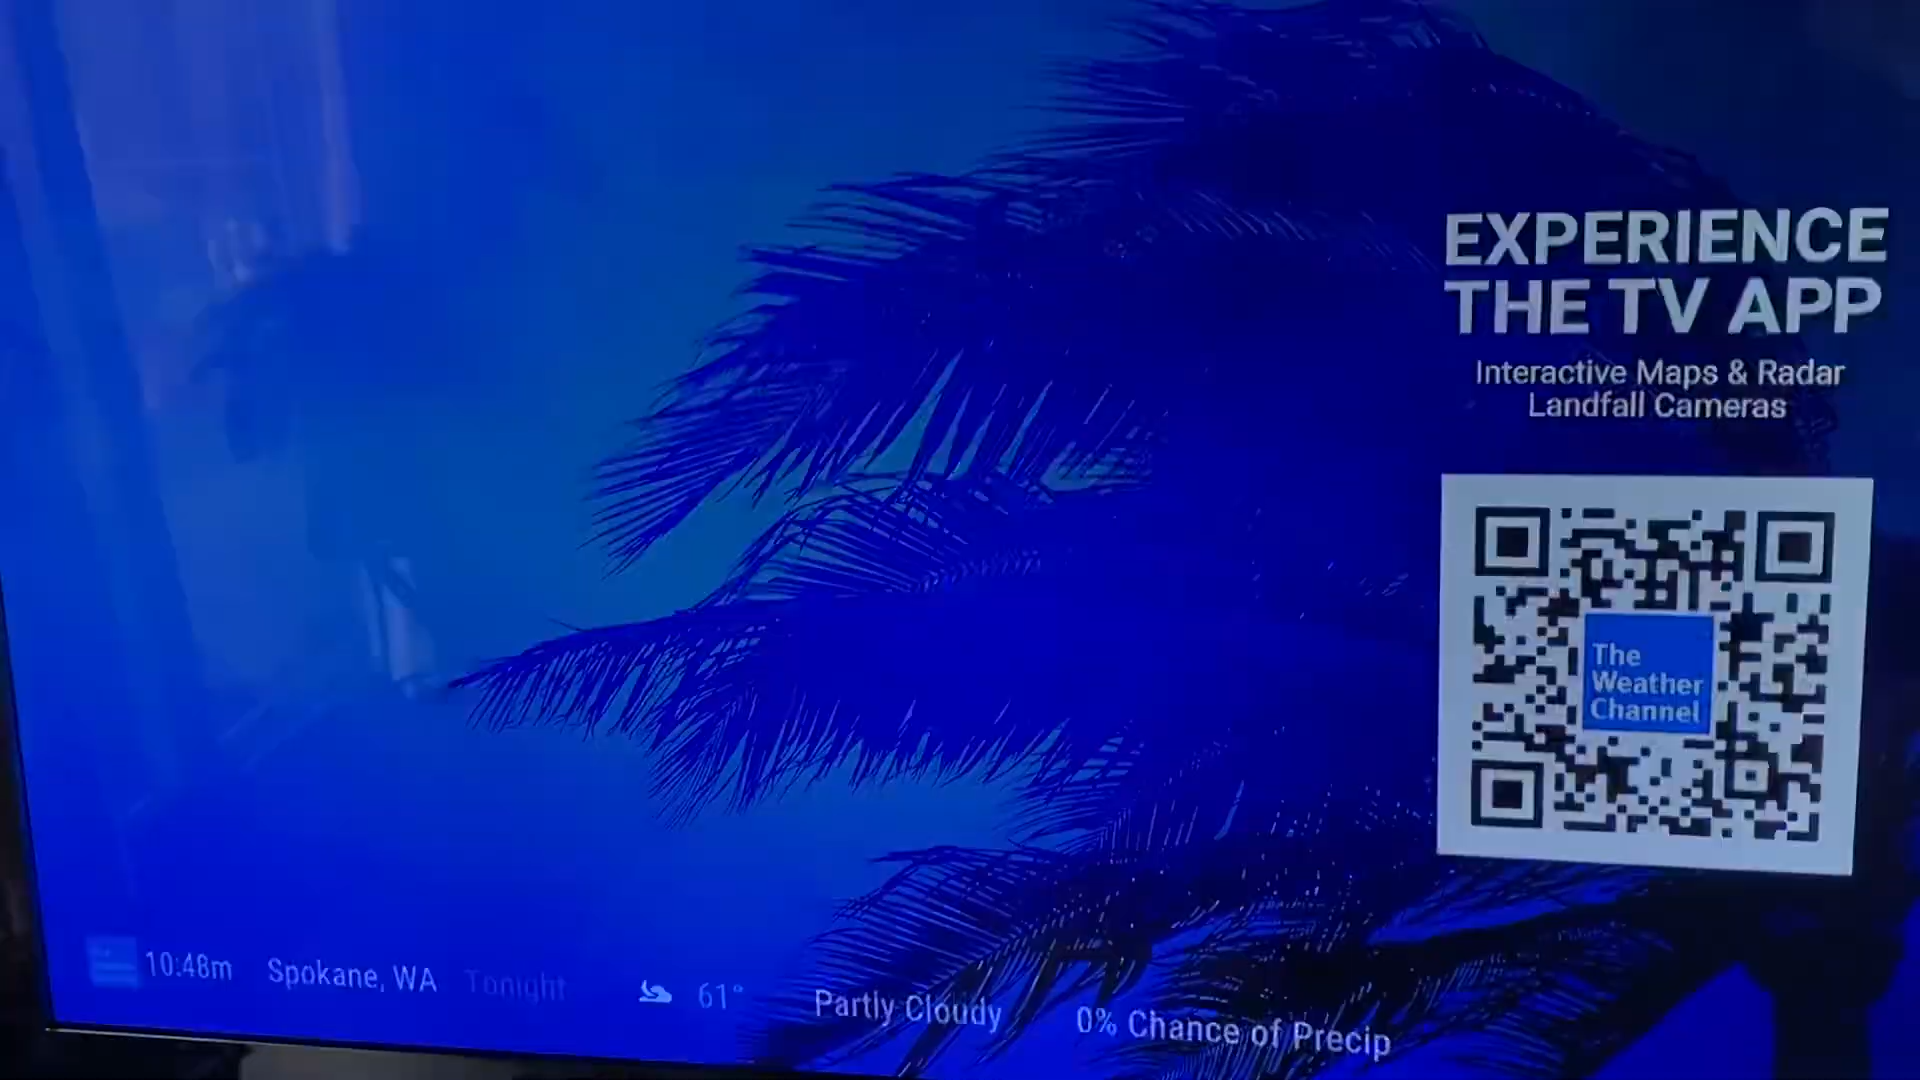 EXPERIENCE
THE TV APP
Interactive Maps & Radar
Landfall Cameras
The
Weather
Channel
10:48m Spokane, WA Tonight 61° Partly Cloudy 0% Chance of Precip